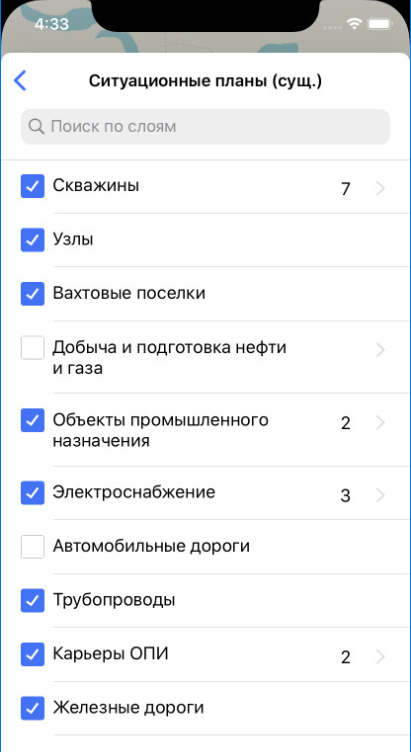 4:33
Ситуационные планы (сущ.)
Поиск по слоям
Скважины 7
Узлы
Вахтовые поселки
Добыча и подготовка нефти
и газа
Объекты промышленного
назначения 2
Электроснабжение 3
Автомобильные дороги
Трубопроводы
Карьеры ОПИ 2
Железные дороги